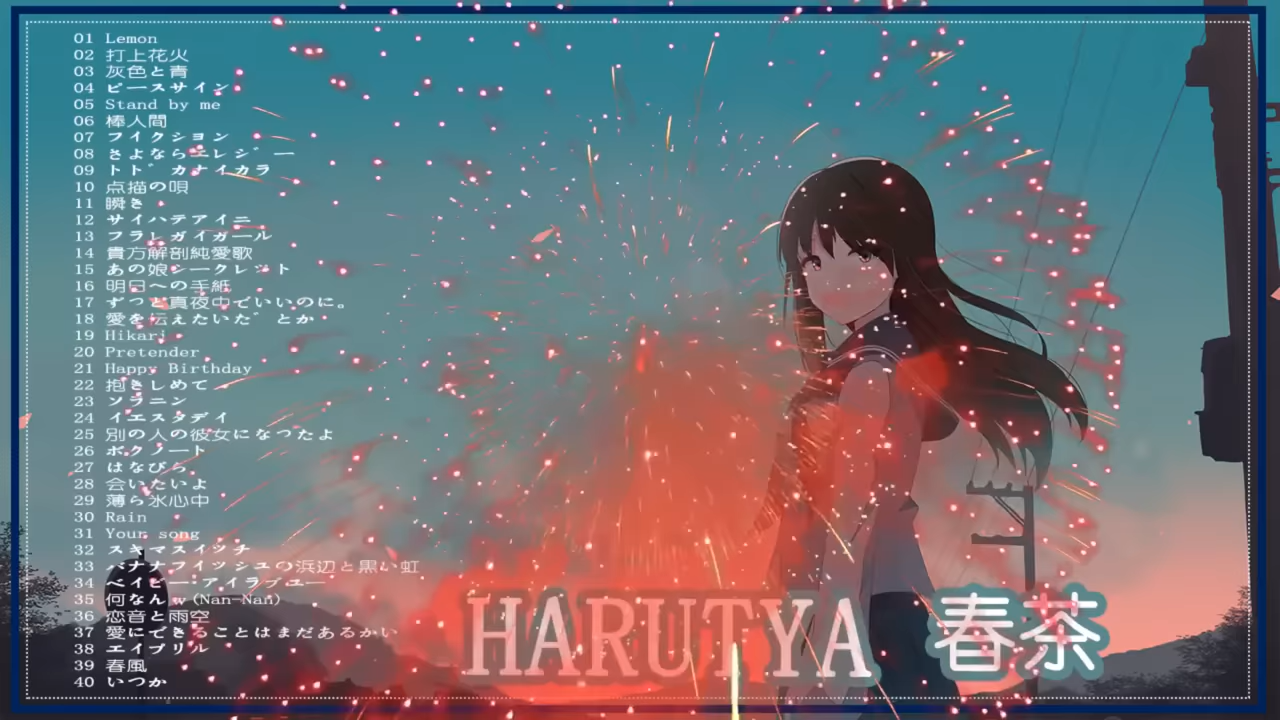 01 Lemon
02 打上花火
03 灰色と青
04 ピースサイン
05 Stand by me
06 棒人間
07 フイクション
08 さよならエレジ゛ー
09 トド゛カナイカラ
10 点描の唄
11 瞬き
12 サイハテアイニ
13 フラレガイガール
14 貴方解剖純愛歌
15 あの娘シークレット
16 明日への手紙
17 ずっと真夜中でいいのに。
18 愛を伝えたいた゛とか
19 Hikari
20 Pretender
21 Happy Birthday
22 抱きしめて
23 ソラニン
24 イエスタデイ
25 別の人の彼女になつたよ
26 ボクノート
27 はなびら
28 会いたいよ
29 薄ら氷心中
30 Rain
31 Your song
32 スキマスイツチ
33 バナナフイツシユの浜辺と黒い虹
34 ベイビー・アイラブユー
35 何なんw(Nan-Nan)
36 恋音と雨空
37 愛にできることはまだあるかい
38 エイプリル
39 春風
40 いつか
HARUTYA 春茶